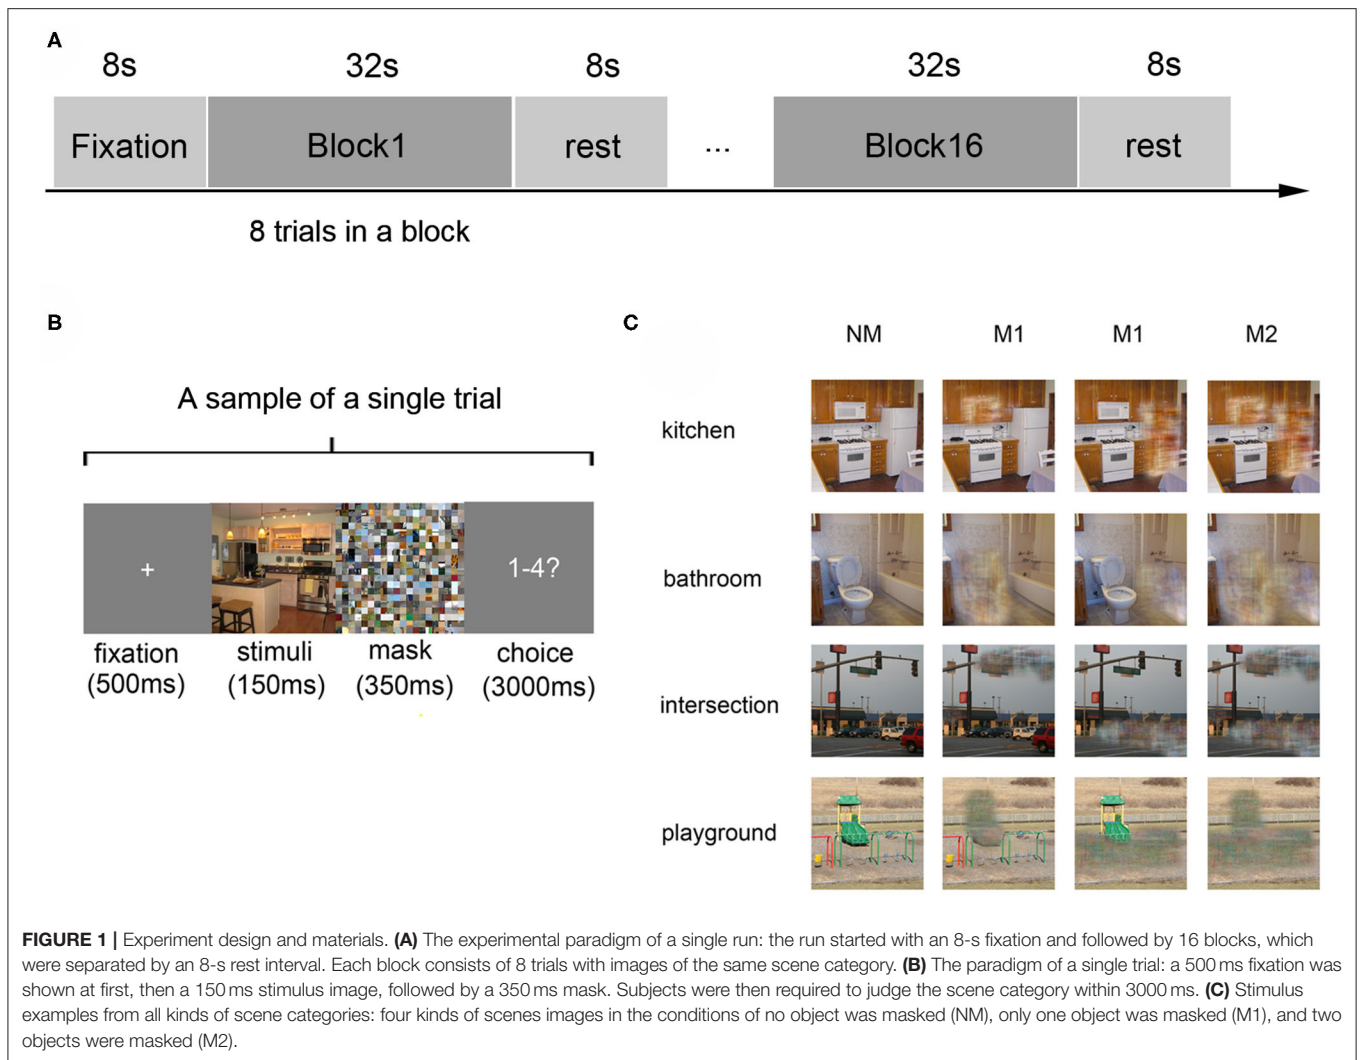 A
8s 32s 8s 32s 8s
Fixation Block1 rest ... Block16 rest
8 trials in a block
B
A sample of a single trial
+ 1-4?
fixation stimuli mask choice
(500ms) (150ms) (350ms) (3000ms)
C
NM M1 M1 M2
kitchen
bathroom
intersection
playground
FIGURE 1 | Experiment design and materials. (A) The experimental paradigm of a single run: the run started with an 8-s fixation and followed by 16 blocks, which
were separated by an 8-s rest interval. Each block consists of 8 trials with images of the same scene category. (B) The paradigm of a single trial: a 500 ms fixation was
shown at first, then a 150 ms stimulus image, followed by a 350 ms mask. Subjects were then required to judge the scene category within 3000 ms. (C) Stimulus
examples from all kinds of scene categories: four kinds of scenes images in the conditions of no object was masked (NM), only one object was masked (M1), and two
objects were masked (M2).